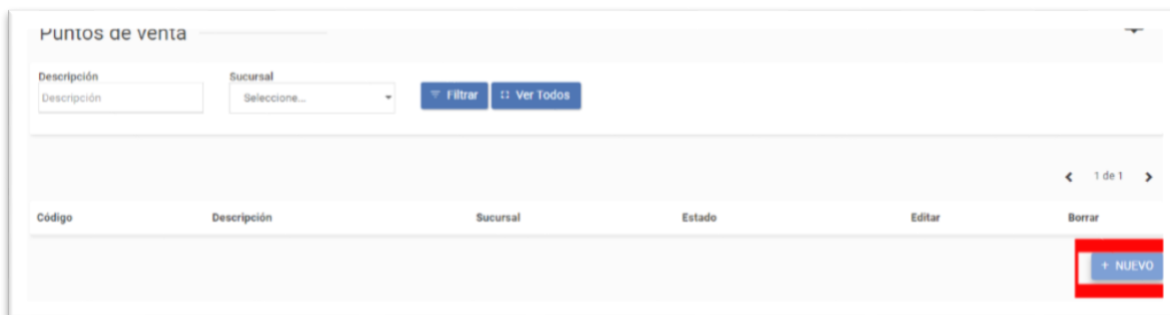 Puntos de venta
Descripción Sucursal
Descripción Seleccione... Filtrar Ver Todos
1 de 1
Código Descripción Sucursal Estado Editar Borrar
+ NUEVO